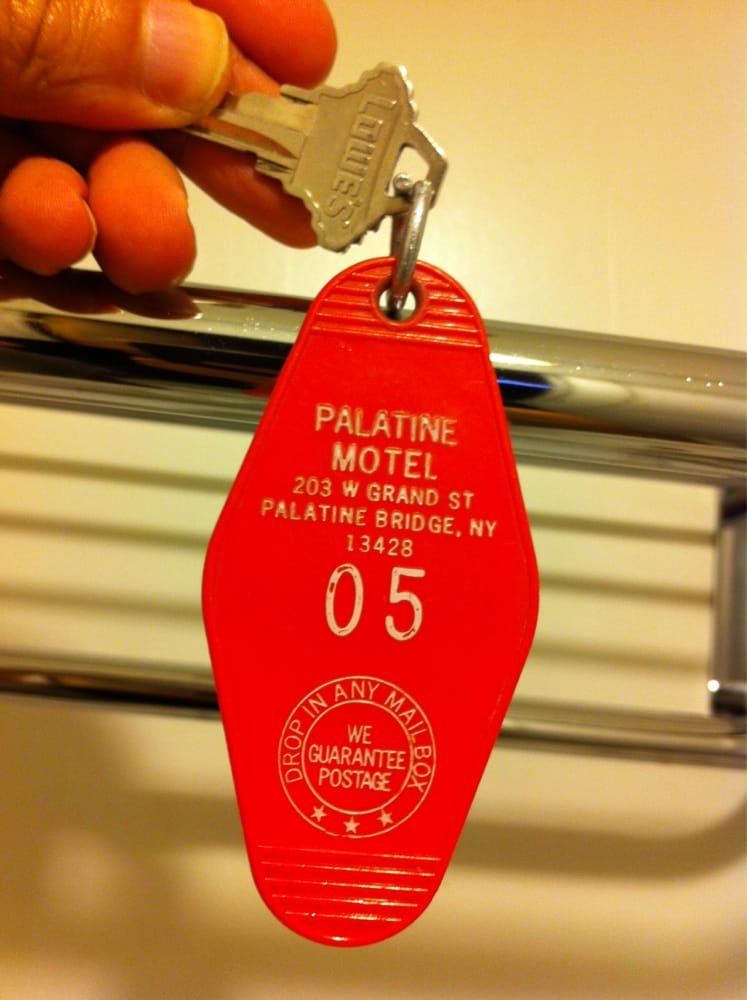 LOWE'S
PALATINE
MOTEL
203 W GRAND ST
PALATINE BRIDGE, NY
13428
05
DROP IN ANY MAILBOX
WE
GUARANTEE
POSTAGE